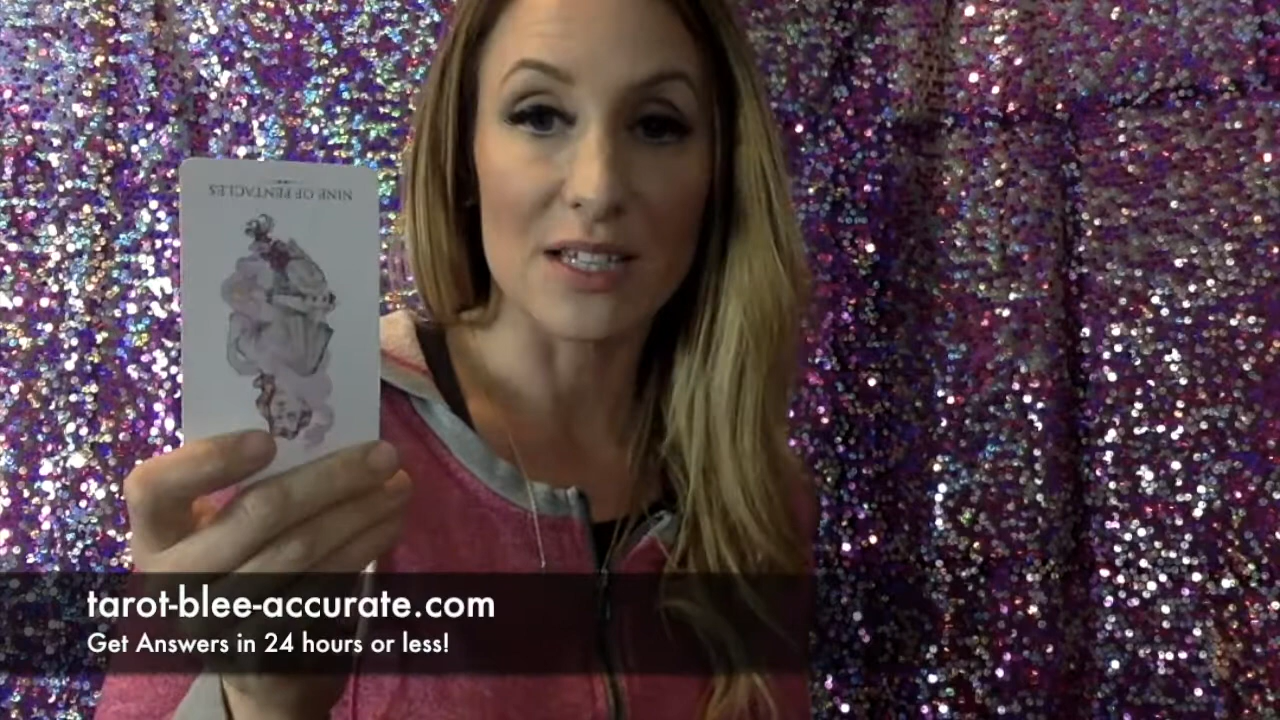 NINE OF PENTACLES
tarot-blee-accurate.com
Get Answers in 24 hours or less!